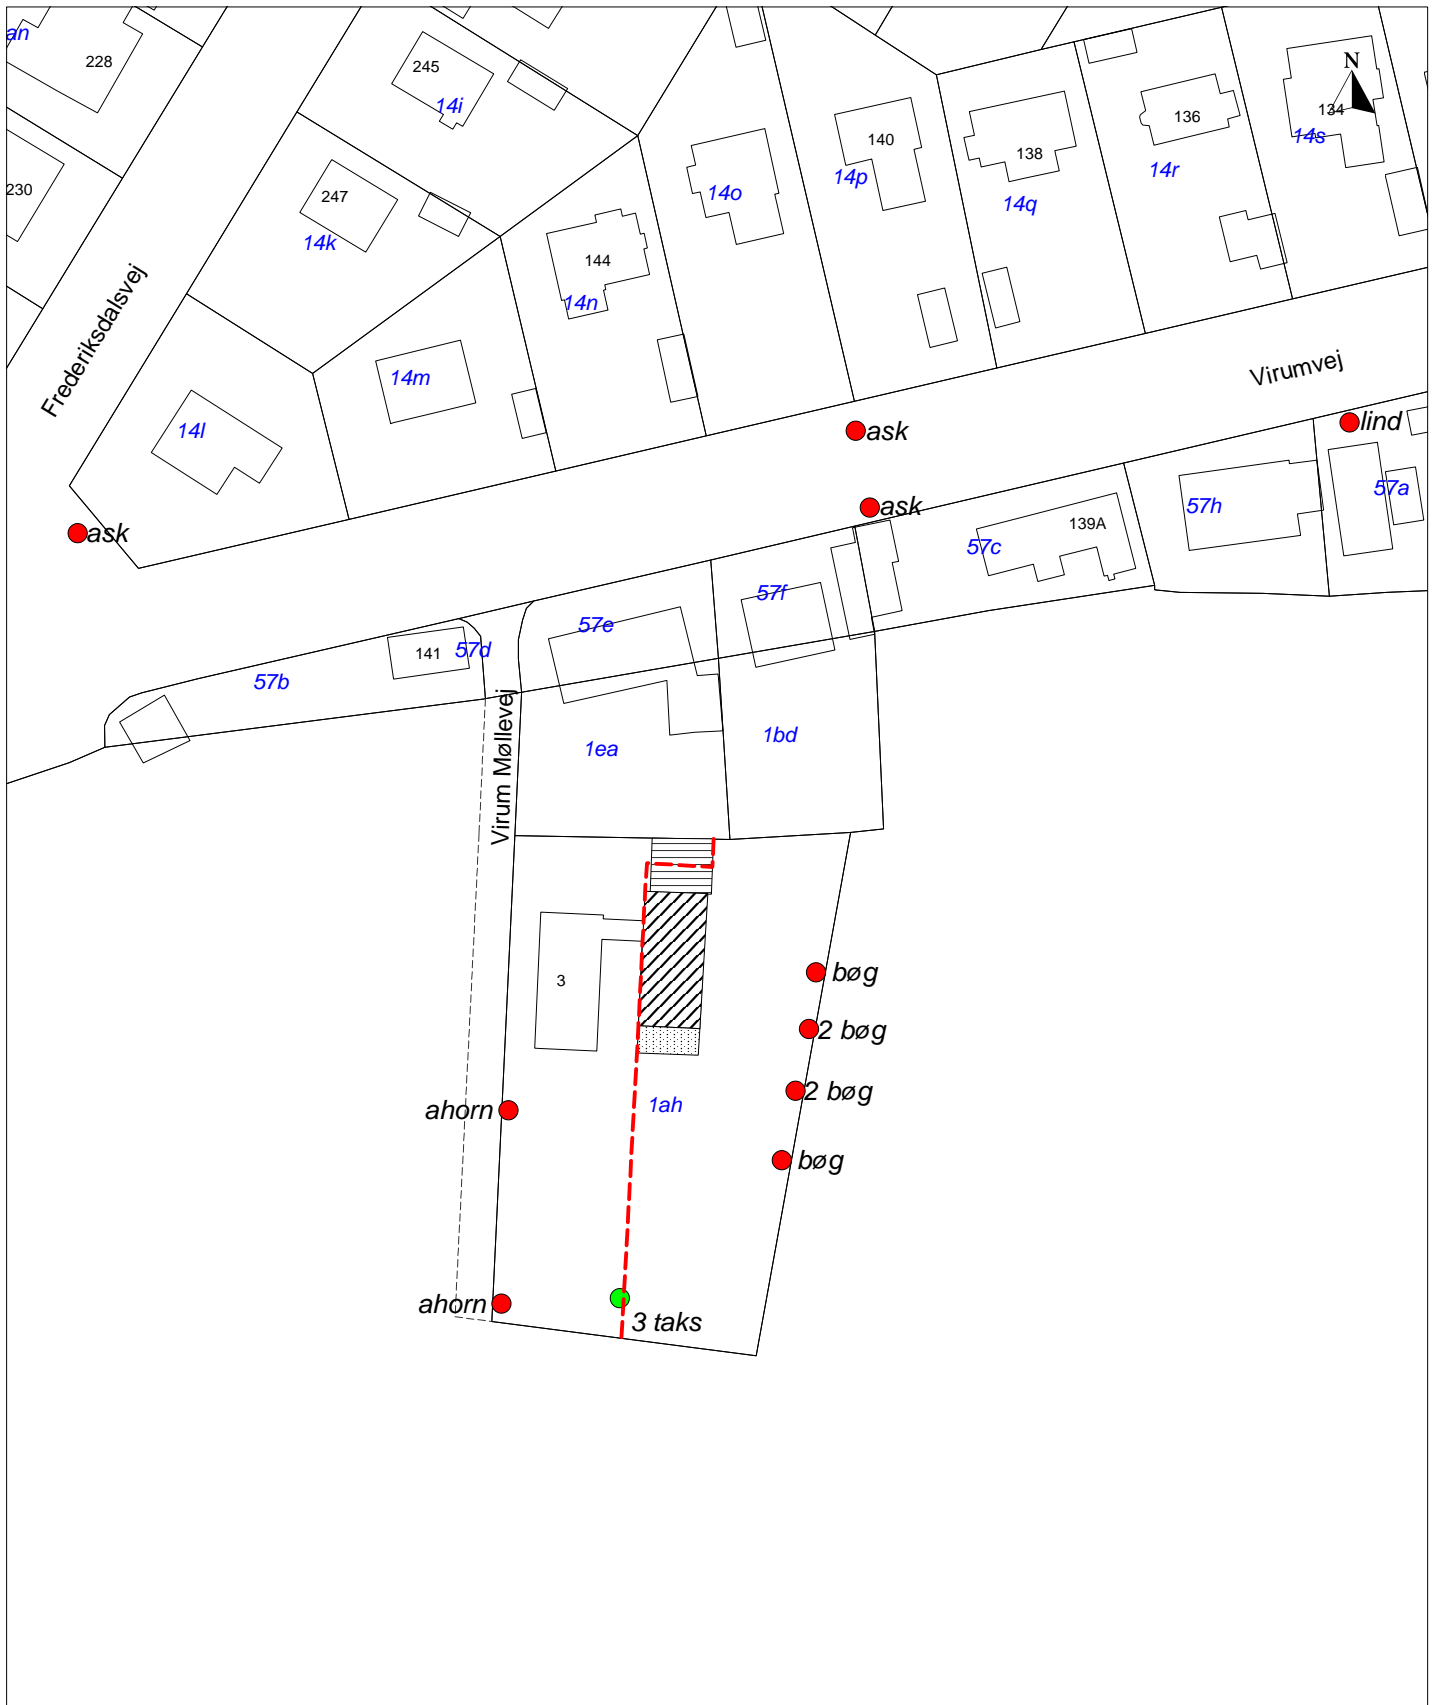 an
228
245
14i
N
134
14s
136
14r
140
14p
138
14q
230
247
14k
14o
144
14n
Frederiksdalsvej
14m
14l
Virumvej
ask
lind
ask
57h
57a
ask
139A
57c
57f
57e
141
57d
57b
Virum Møllevej
1ea
1bd
3
bøg
2 bøg
2 bøg
1ah
ahorn
bøg
ahorn
3 taks